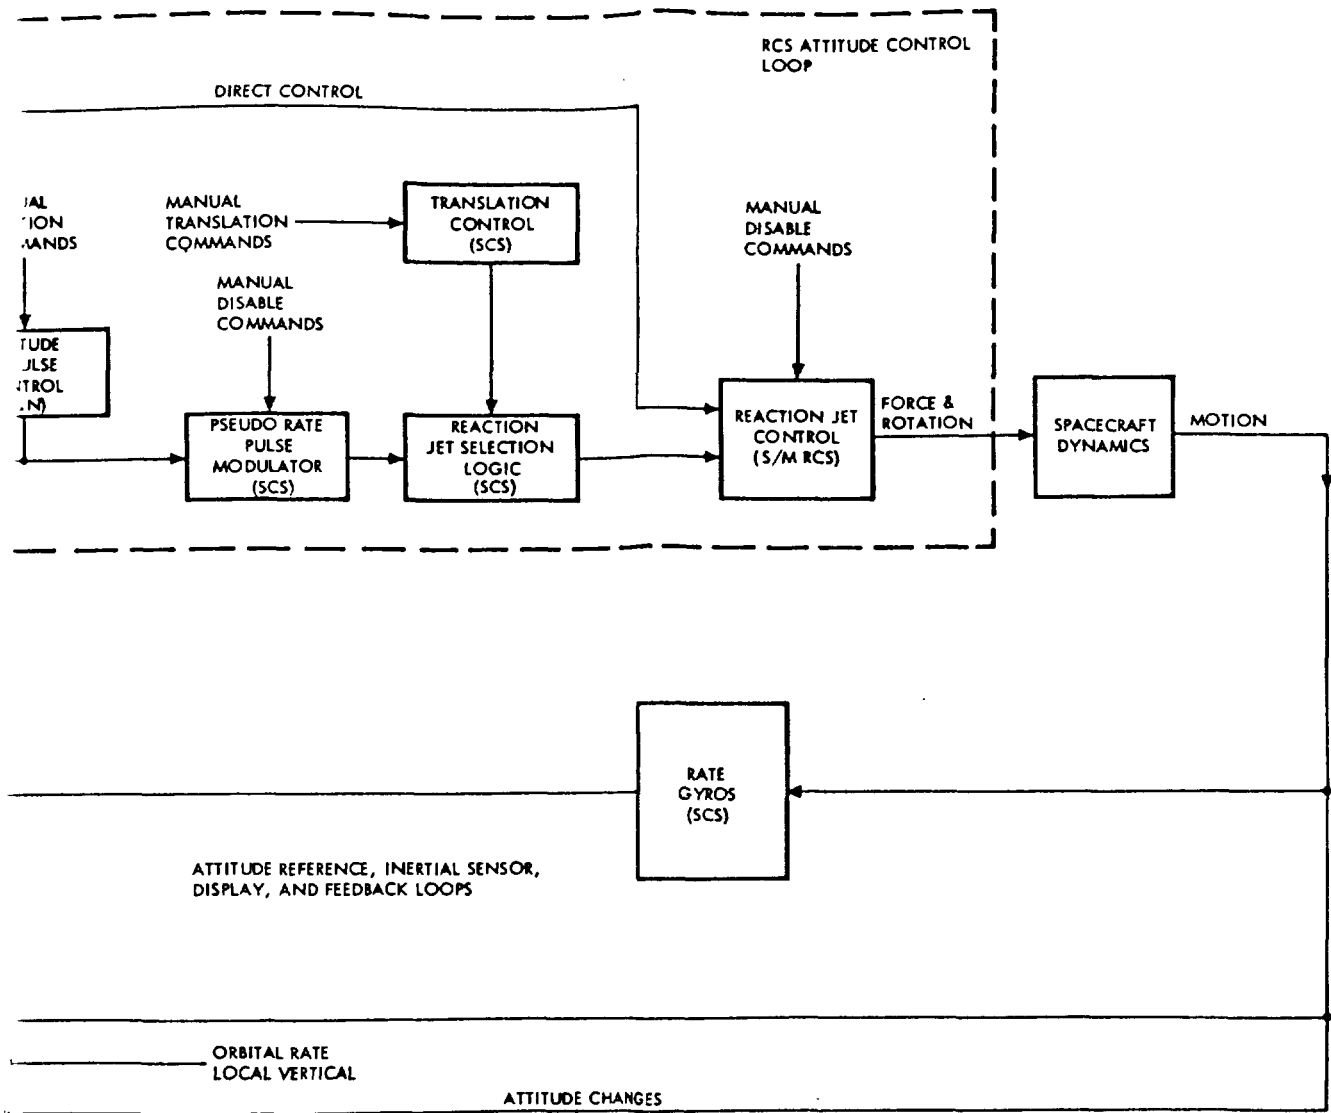 RCS ATTITUDE CONTROL
LOOP
DIRECT CONTROL
MANUAL
TRANSLATION
COMMANDS
TRANSLATION
CONTROL
(SCS)
MANUAL
DISABLE
COMMANDS
MANUAL
DISABLE
COMMANDS
PSEUDO RATE
PULSE
MODULATOR
(SCS)
REACTION
JET SELECTION
LOGIC
(SCS)
REACTION JET
CONTROL
(S/M RCS)
FORCE &
ROTATION
SPACECRAFT
DYNAMICS
MOTION
RATE
GYROS
(SCS)
ATTITUDE REFERENCE, INERTIAL SENSOR,
DISPLAY, AND FEEDBACK LOOPS
ORBITAL RATE
LOCAL VERTICAL
ATTITUDE CHANGES